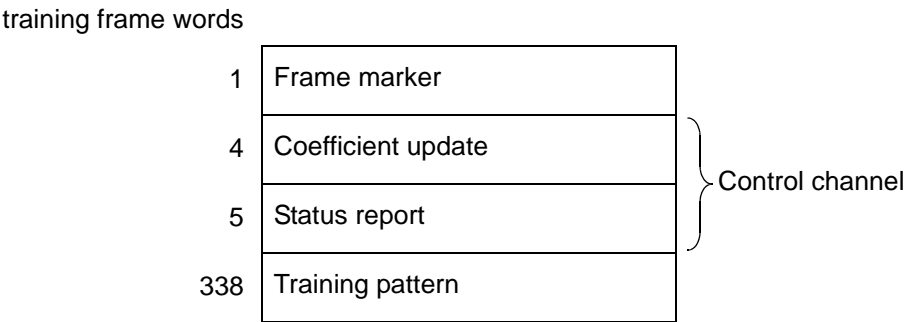 training frame words
1 Frame marker
4 Coefficient update
5 Status report
Control channel
338 Training pattern